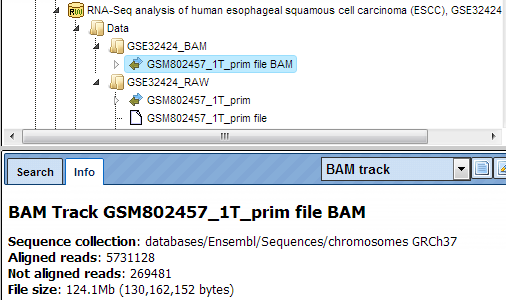 RNA-Seq analysis of human esophageal squamous cell carcinoma (ESCC), GSE32424
Data
GSE32424_BAM
GSM802457_1T_prim file BAM
GSE32424_RAW
GSM802457_1T_prim
GSM802457_1T_prim file
Search Info BAM track
BAM Track GSM802457_1T_prim file BAM
Sequence collection: databases/Ensembl/Sequences/chromosomes GRCh37
Aligned reads: 5731128
Not aligned reads: 269481
File size: 124.1Mb (130,162,152 bytes)